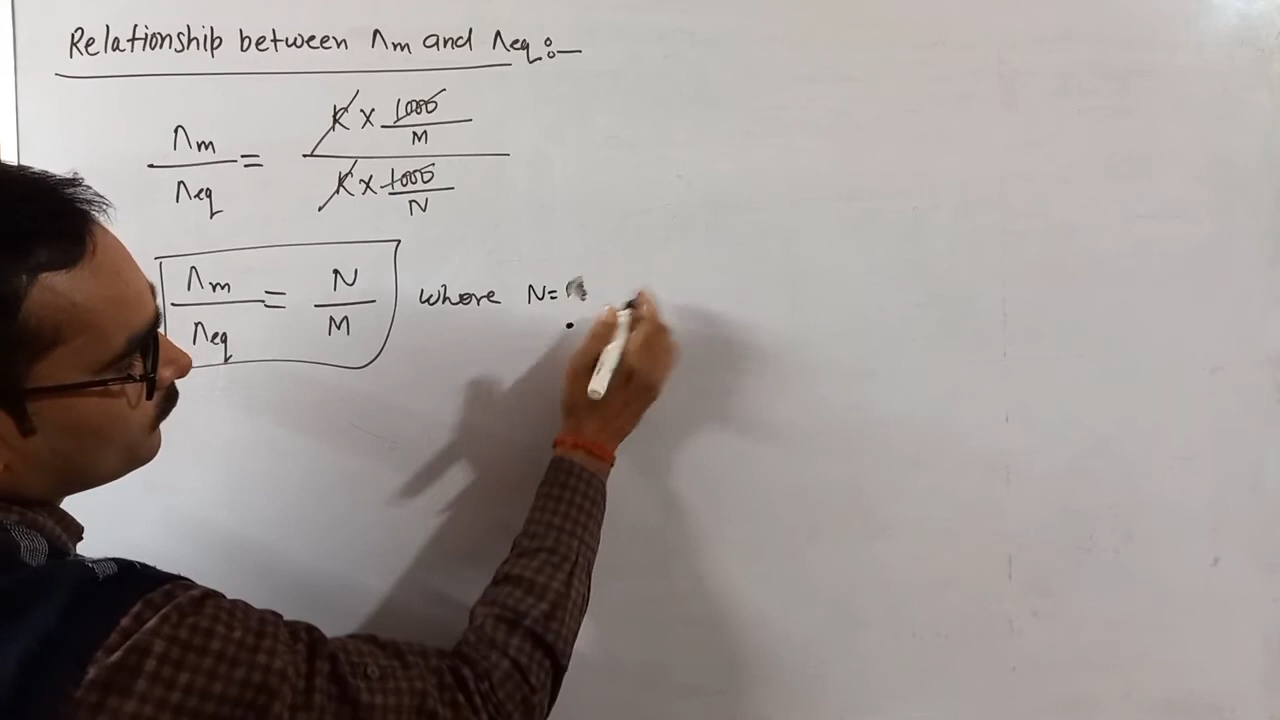 Relationship between Λm and Λeq :-
Λm / Λeq = K × 1000/M / K × 1000/N
Λm / Λeq = N / M where N=